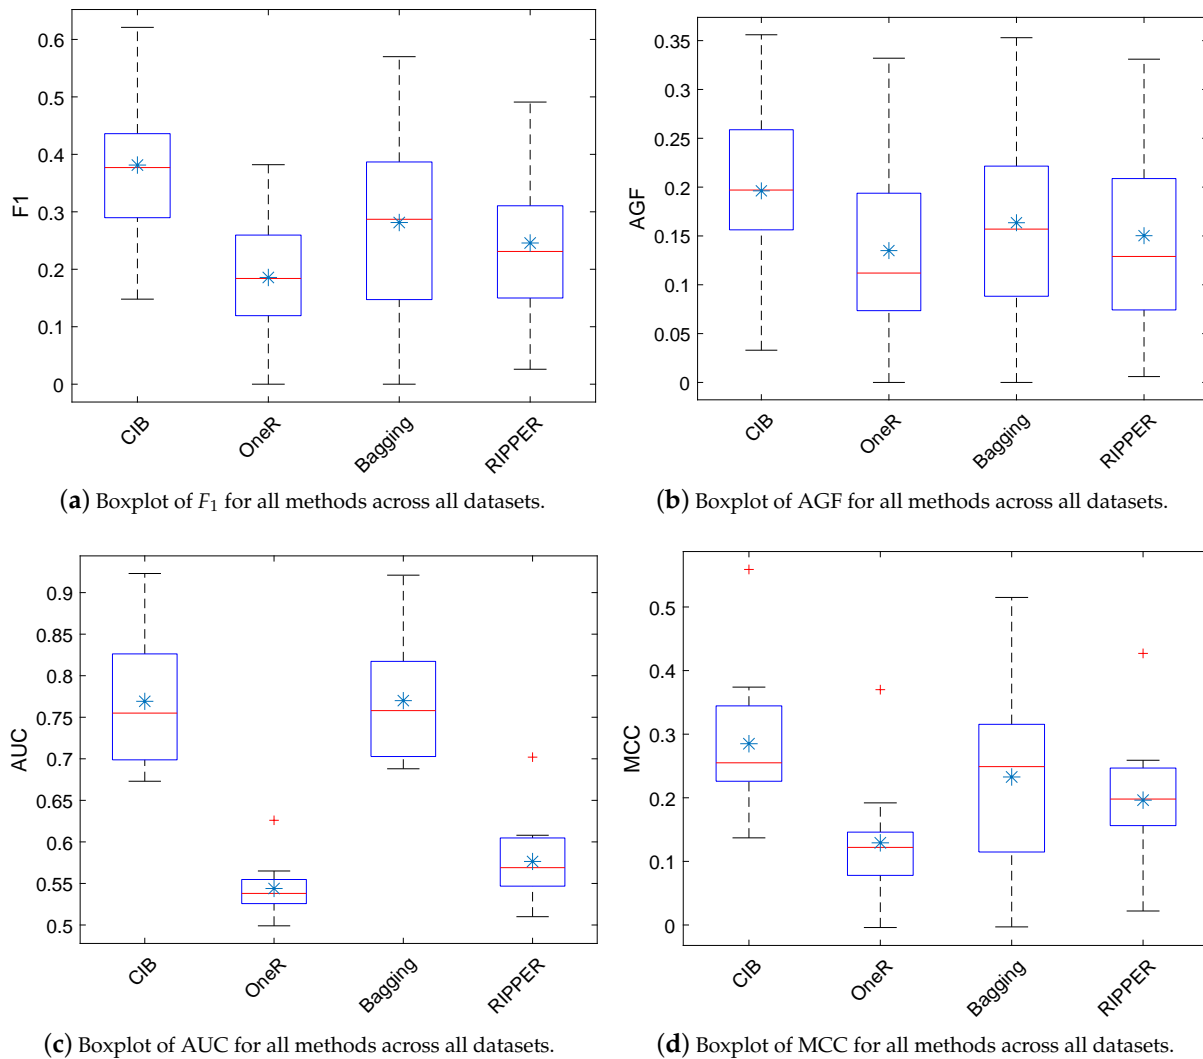 0.6
0.5
0.4
0.3
0.2
0.1
0
F1
CIB
OneR
Bagging
RIPPER
(a) Boxplot of F1 for all methods across all datasets.
0.35
0.3
0.25
0.2
0.15
0.1
0.05
0
AGF
CIB
OneR
Bagging
RIPPER
(b) Boxplot of AGF for all methods across all datasets.
0.9
0.85
0.8
0.75
0.7
0.65
0.6
0.55
0.5
AUC
CIB
OneR
Bagging
RIPPER
(c) Boxplot of AUC for all methods across all datasets.
0.5
0.4
0.3
0.2
0.1
0
MCC
CIB
OneR
Bagging
RIPPER
(d) Boxplot of MCC for all methods across all datasets.